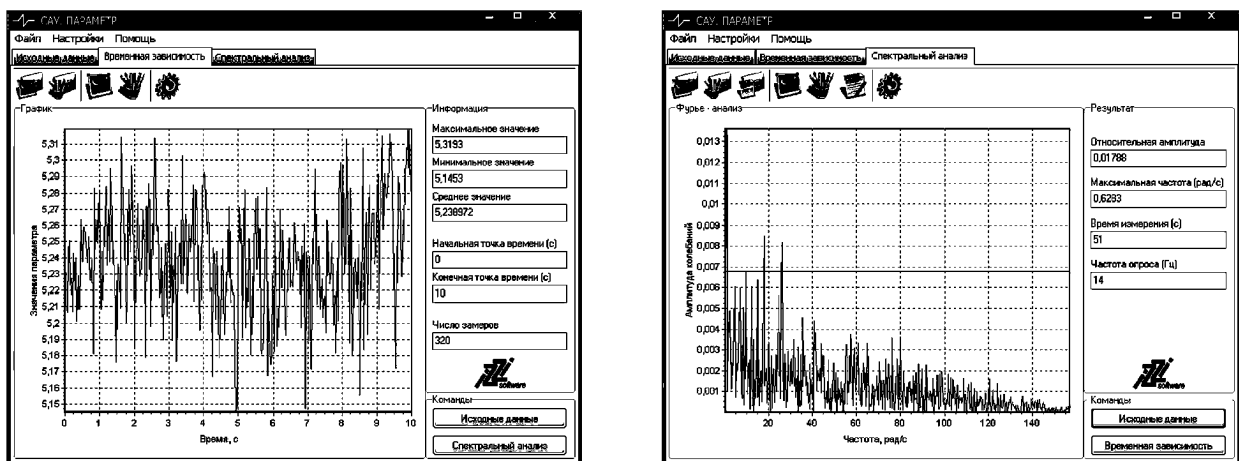 САУ. ПАРАМЕТР
Файл Настройки Помощь
Исходные данные Временная зависимость Спектральный анализ
График
5,31
5,3
5,29
5,28
5,27
5,26
5,25
5,24
5,23
5,22
5,21
5,2
5,19
5,18
5,17
5,16
5,15
Значения параметра
0 1 2 3 4 5 6 7 8 9 10
Время, с
Информация
Максимальное значение
5,3193
Минимальное значение
5,1453
Среднее значение
5,238972
Начальная точка времени (с)
0
Конечная точка времени (с)
10
Число замеров
320
software
Команды
Исходные данные
Спектральный анализ
САУ. ПАРАМЕТР
Файл Настройки Помощь
Исходные данные Временная зависимость Спектральный анализ
Фурье - анализ
0,013
0,012
0,011
0,01
0,009
0,008
0,007
0,006
0,005
0,004
0,003
0,002
0,001
Амплитуда колебаний
20 40 60 80 100 120 140
Частота, рад/с
Результат
Относительная амплитуда
0,01788
Максимальная частота (рад/с)
0,6283
Время измерения (с)
51
Частота опроса (Гц)
14
software
Команды
Исходные данные
Временная зависимость